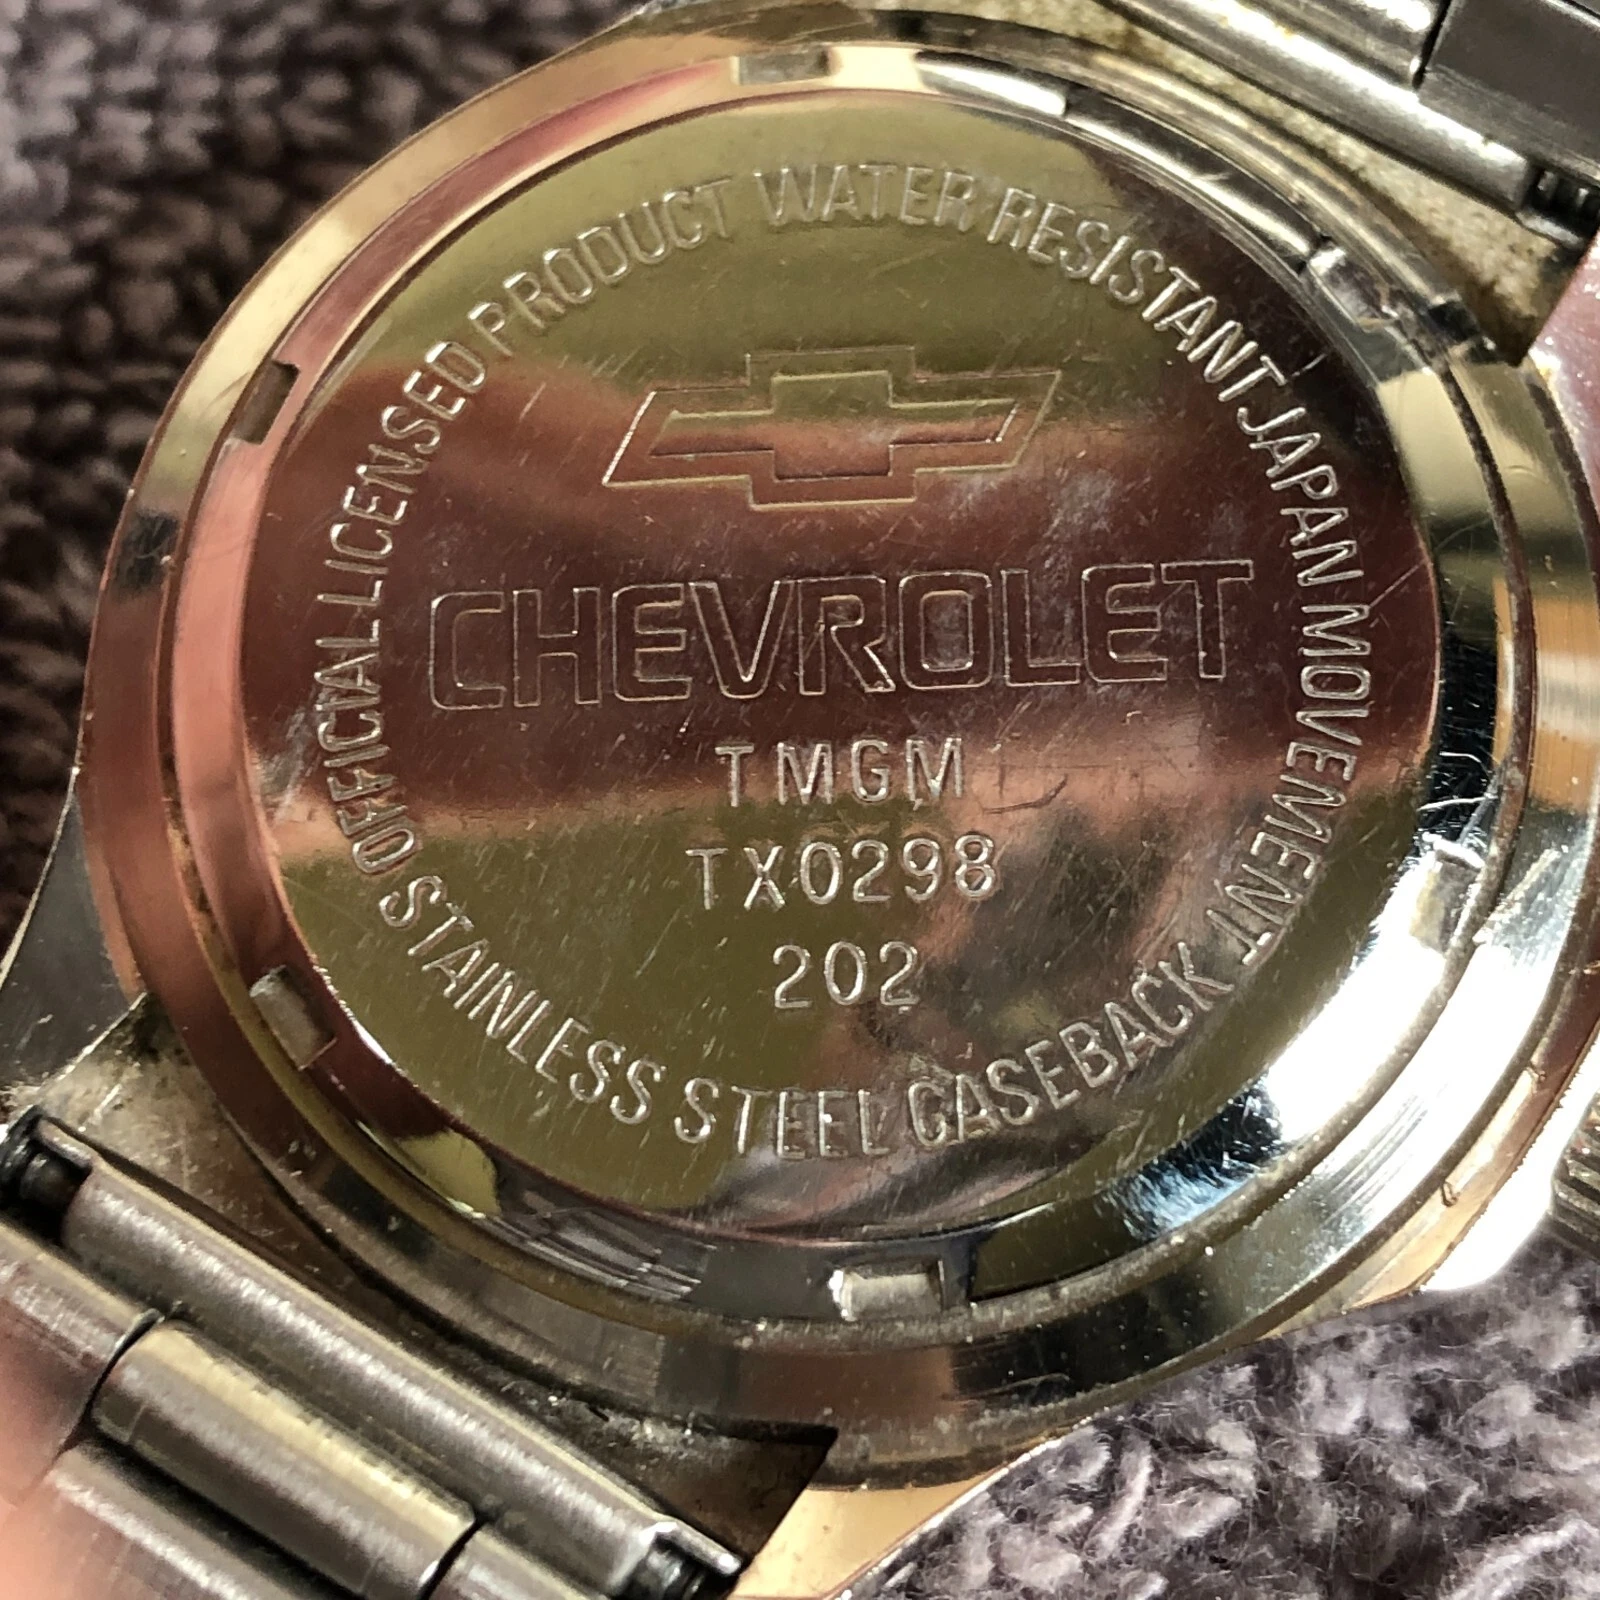 OFFICIAL LICENSED PRODUCT WATER RESISTANT JAPAN MOVEMENT
CHEVROLET
TMGM
TX0298
202
STAINLESS STEEL CASEBACK